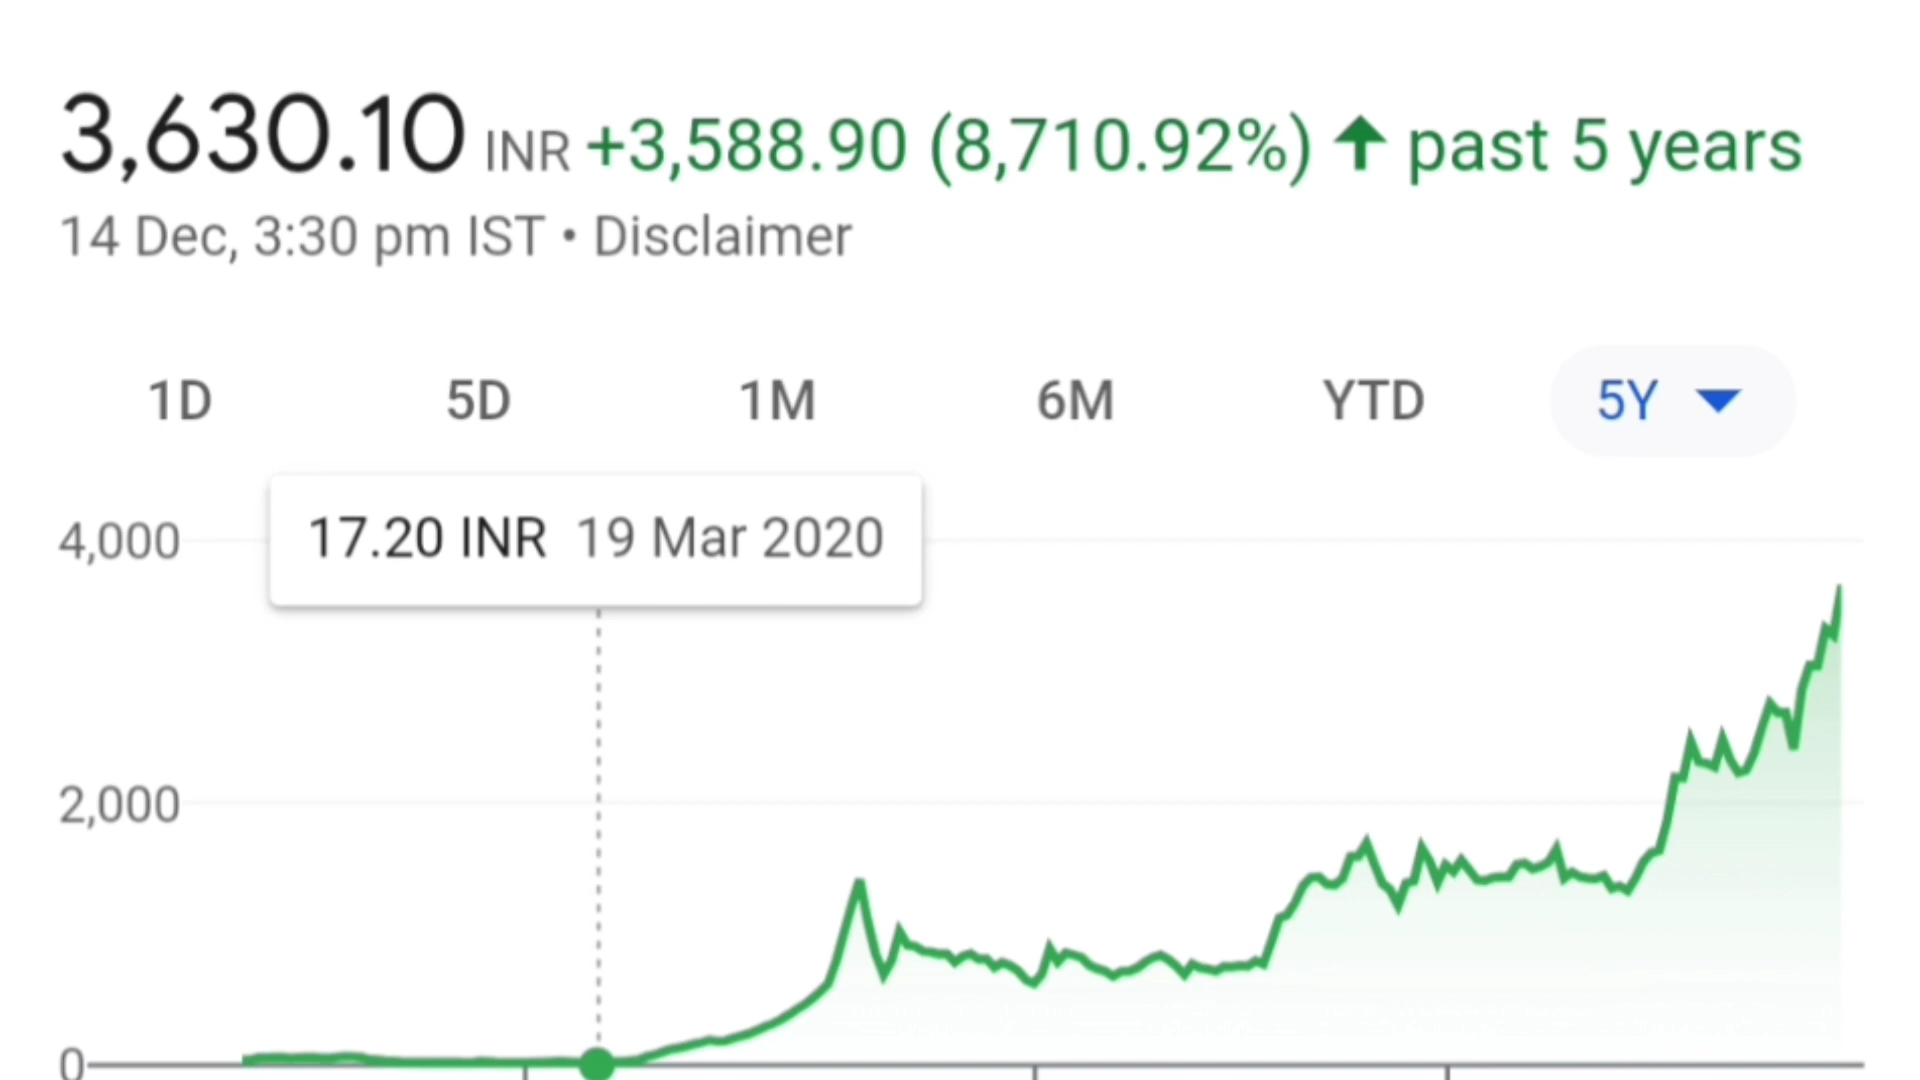 3,630.10 INR +3,588.90 (8,710.92%) ↑ past 5 years
14 Dec, 3:30 pm IST • Disclaimer
1D 5D 1M 6M YTD 5Y
17.20 INR 19 Mar 2020
4,000
2,000
0